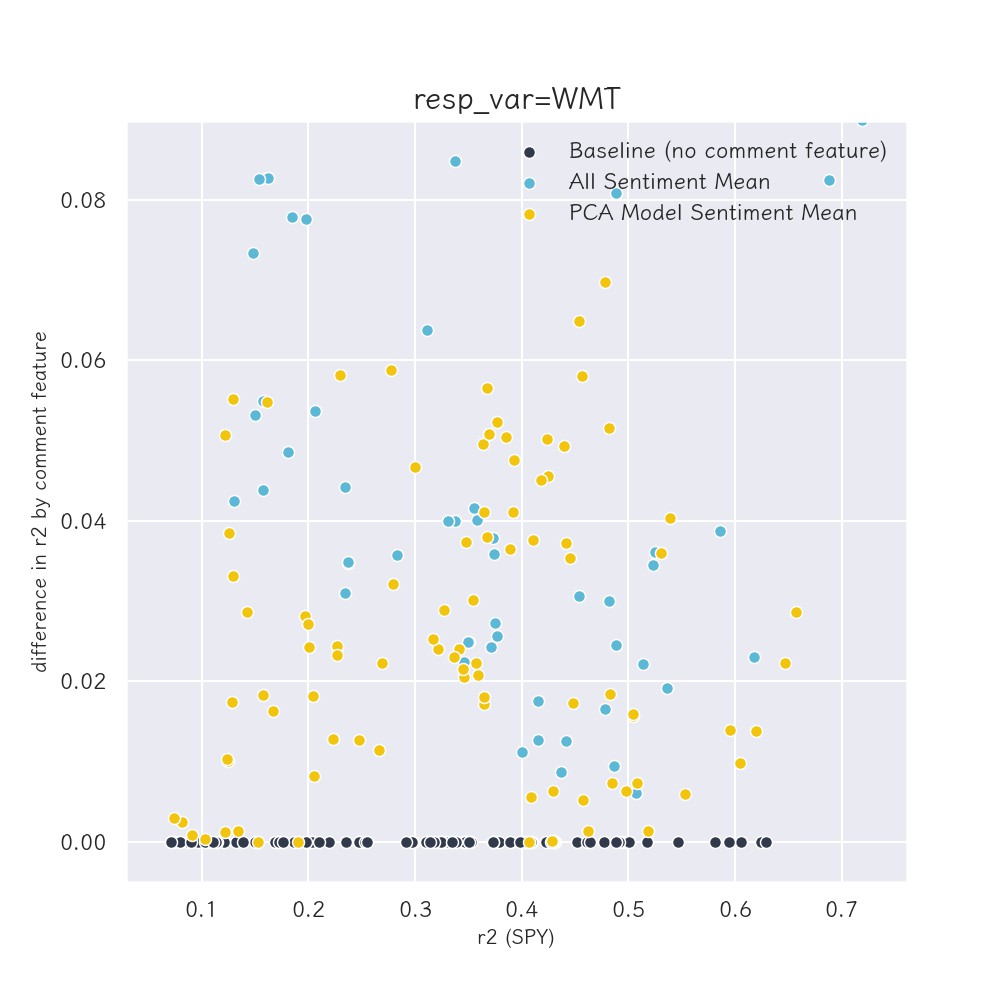 resp_var=WMT
Baseline (no comment feature)
All Sentiment Mean
PCA Model Sentiment Mean
difference in r2 by comment feature
0.08
0.06
0.04
0.02
0.00
0.1 0.2 0.3 0.4 0.5 0.6 0.7
r2 (SPY)